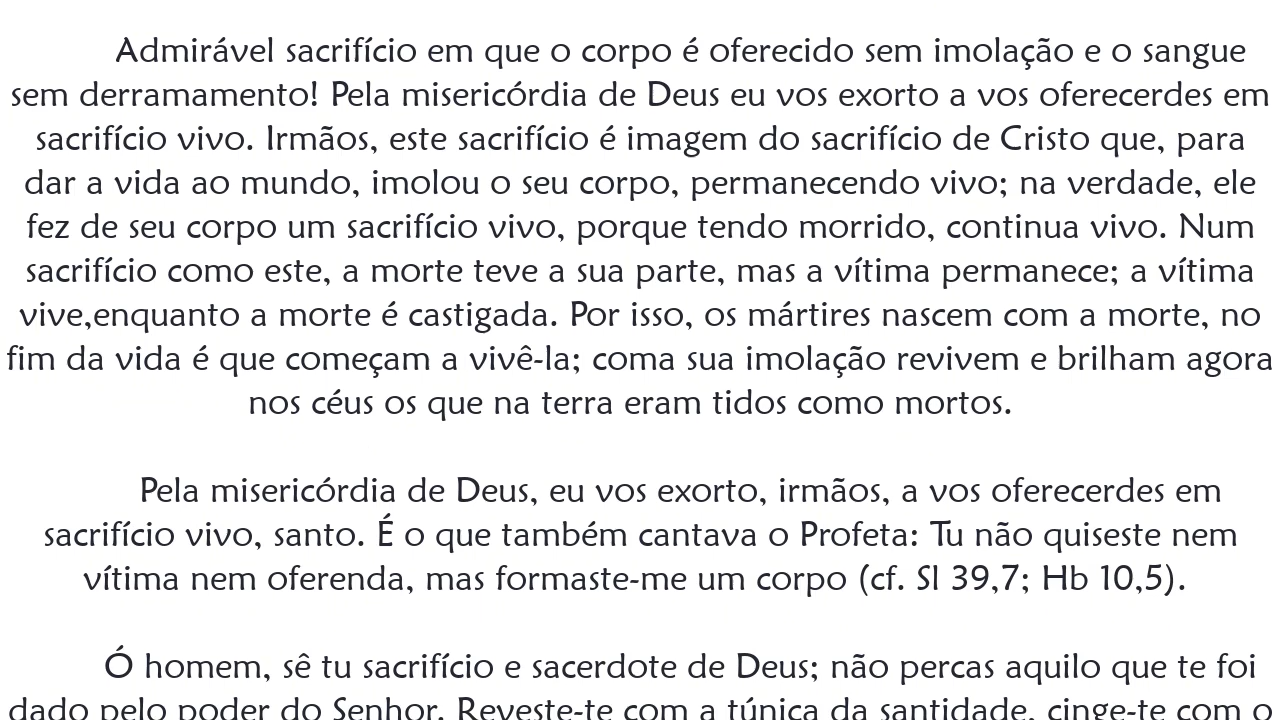 Admirável sacrifício em que o corpo é oferecido sem imolação e o sangue
sem derramamento! Pela misericórdia de Deus eu vos exorto a vos oferecerdes em
sacrifício vivo. Irmãos, este sacrifício é imagem do sacrifício de Cristo que, para
dar a vida ao mundo, imolou o seu corpo, permanecendo vivo; na verdade, ele
fez de seu corpo um sacrifício vivo, porque tendo morrido, continua vivo. Num
sacrifício como este, a morte teve a sua parte, mas a vítima permanece; a vítima
vive,enquanto a morte é castigada. Por isso, os mártires nascem com a morte, no
fim da vida é que começam a vivê-la; coma sua imolação revivem e brilham agora
nos céus os que na terra eram tidos como mortos.
Pela misericórdia de Deus, eu vos exorto, irmãos, a vos oferecerdes em
sacrifício vivo, santo. É o que também cantava o Profeta: Tu não quiseste nem
vítima nem oferenda, mas formaste-me um corpo (cf. Sl 39,7; Hb 10,5).
Ó homem, sê tu sacrifício e sacerdote de Deus; não percas aquilo que te foi
dado pelo poder do Senhor. Reveste-te com a túnica da santidade, cinge-te com o